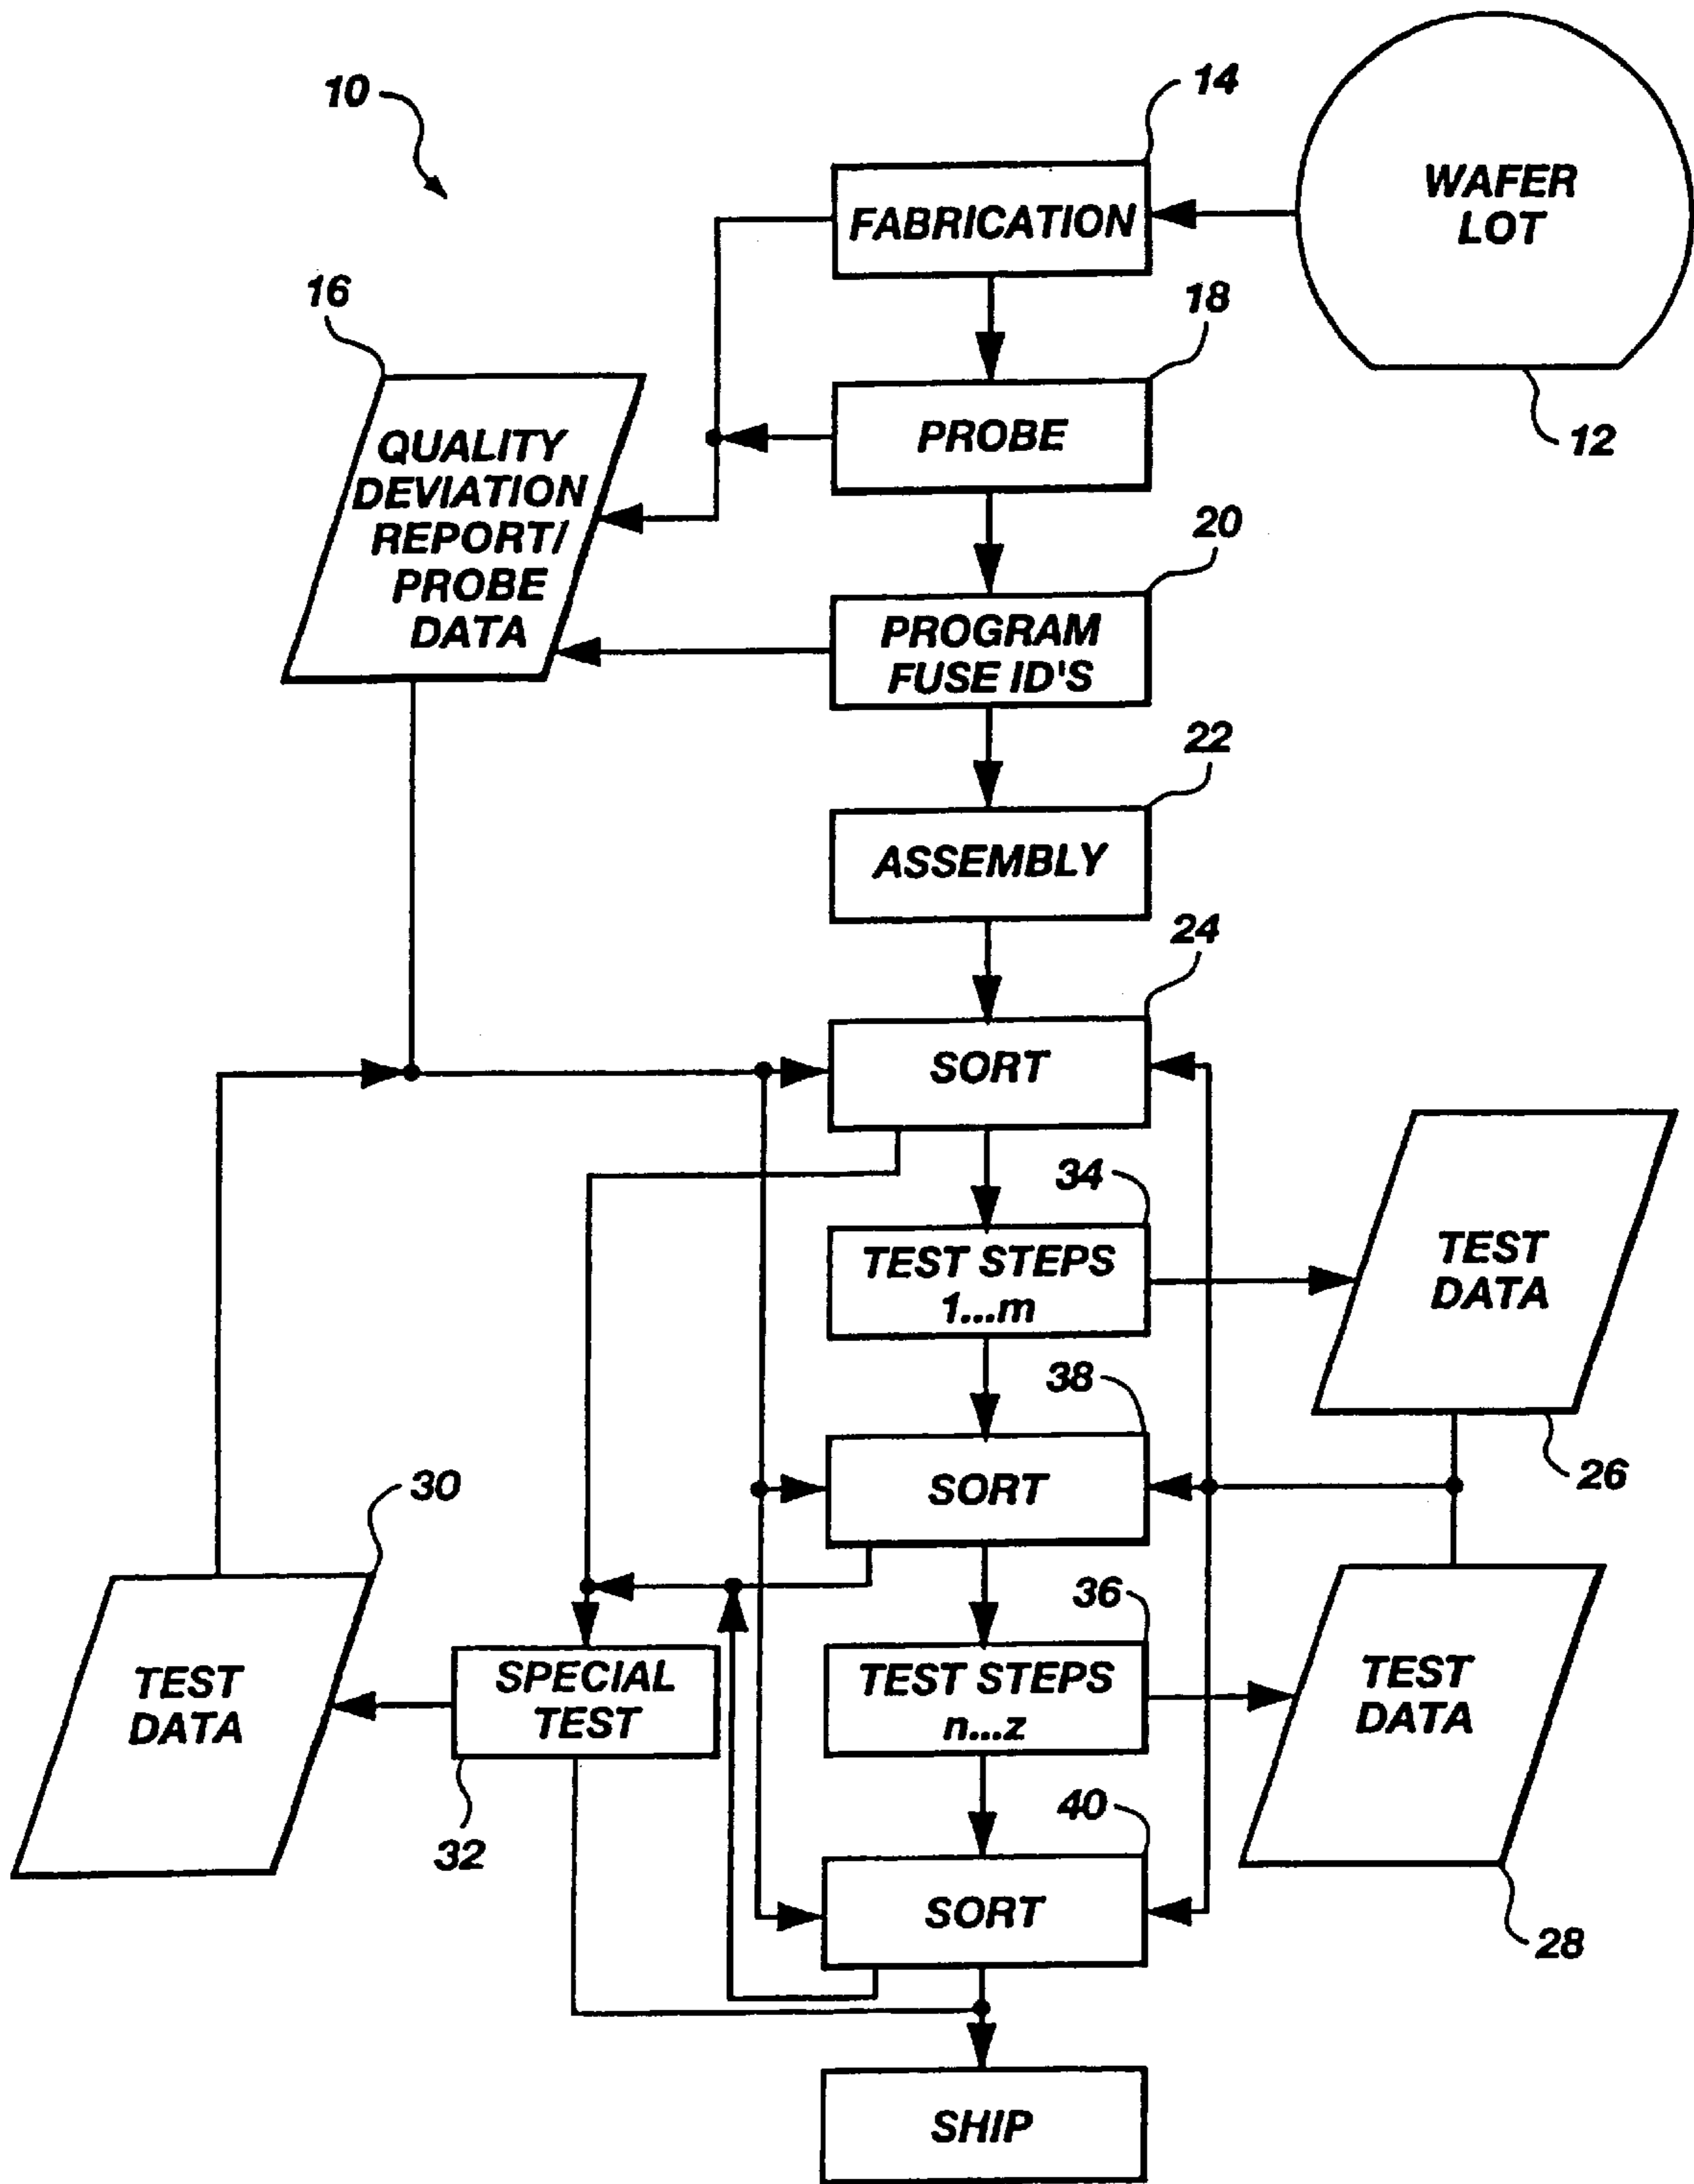 10
14
WAFER
LOT
FABRICATION
16
18
12
QUALITY
DEVIATION
REPORT/
PROBE
DATA
PROBE
20
PROGRAM
FUSE ID'S
22
ASSEMBLY
24
SORT
34
TEST STEPS
1...m
TEST
DATA
26
38
SORT
30
36
TEST
DATA
SPECIAL
TEST
32
TEST STEPS
n...z
TEST
DATA
28
40
SORT
SHIP